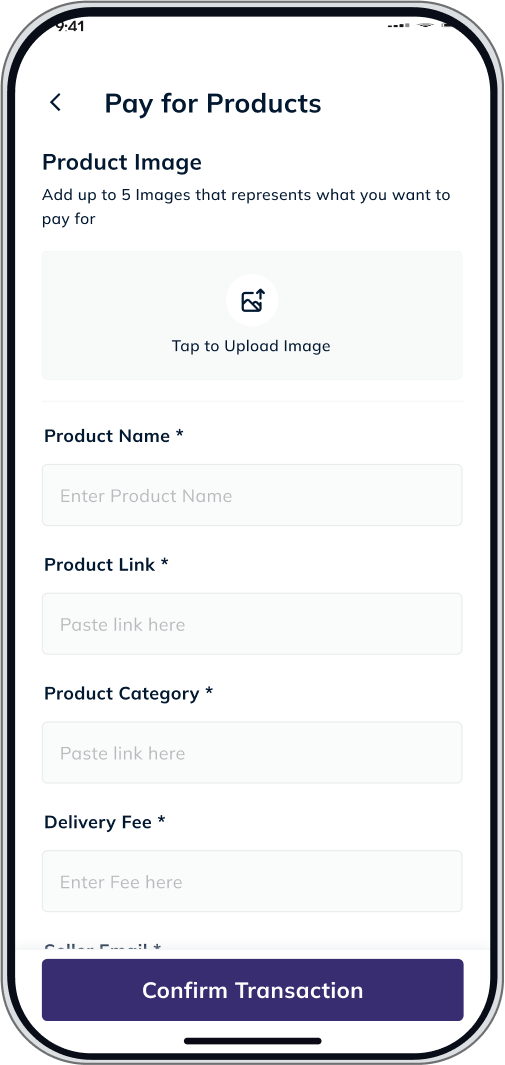 9:41
Pay for Products
Product Image
Add up to 5 Images that represents what you want to
pay for
Tap to Upload Image
Product Name *
Enter Product Name
Product Link *
Paste link here
Product Category *
Paste link here
Delivery Fee *
Enter Fee here
Seller Email *
Confirm Transaction